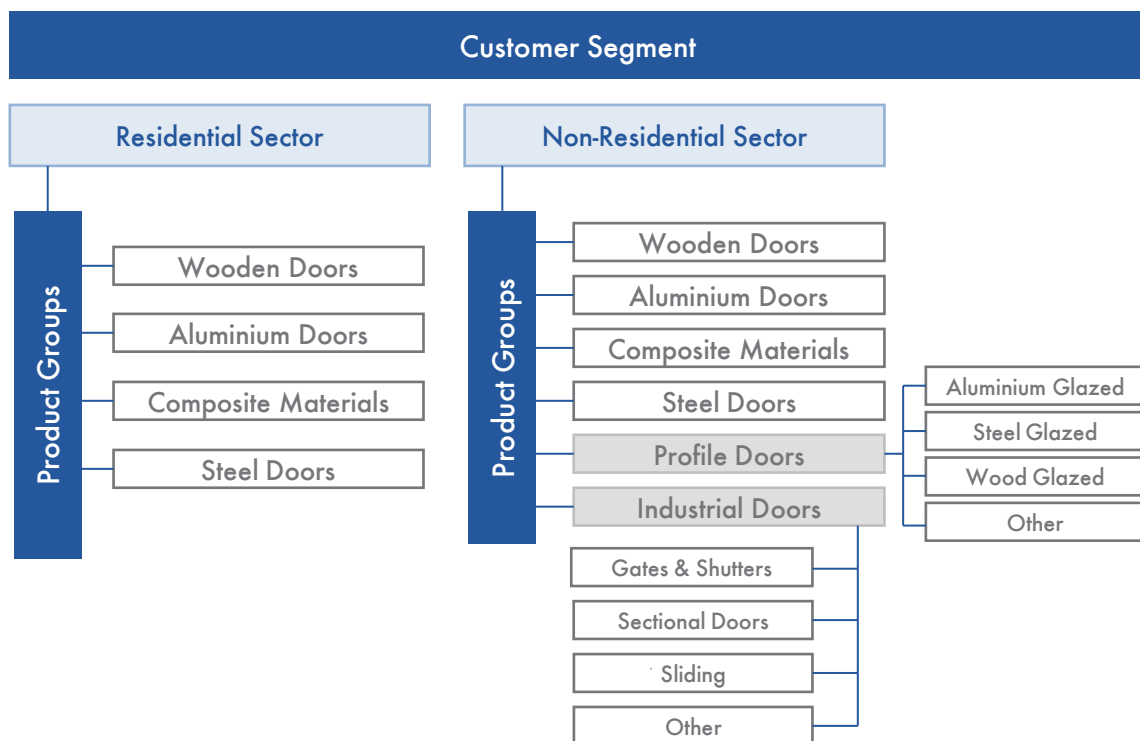 Customer Segment
Residential Sector
Product Groups
Wooden Doors
Aluminium Doors
Composite Materials
Steel Doors
Non-Residential Sector
Product Groups
Wooden Doors
Aluminium Doors
Composite Materials
Steel Doors
Profile Doors
Aluminium Glazed
Steel Glazed
Wood Glazed
Other
Industrial Doors
Gates & Shutters
Sectional Doors
Sliding
Other